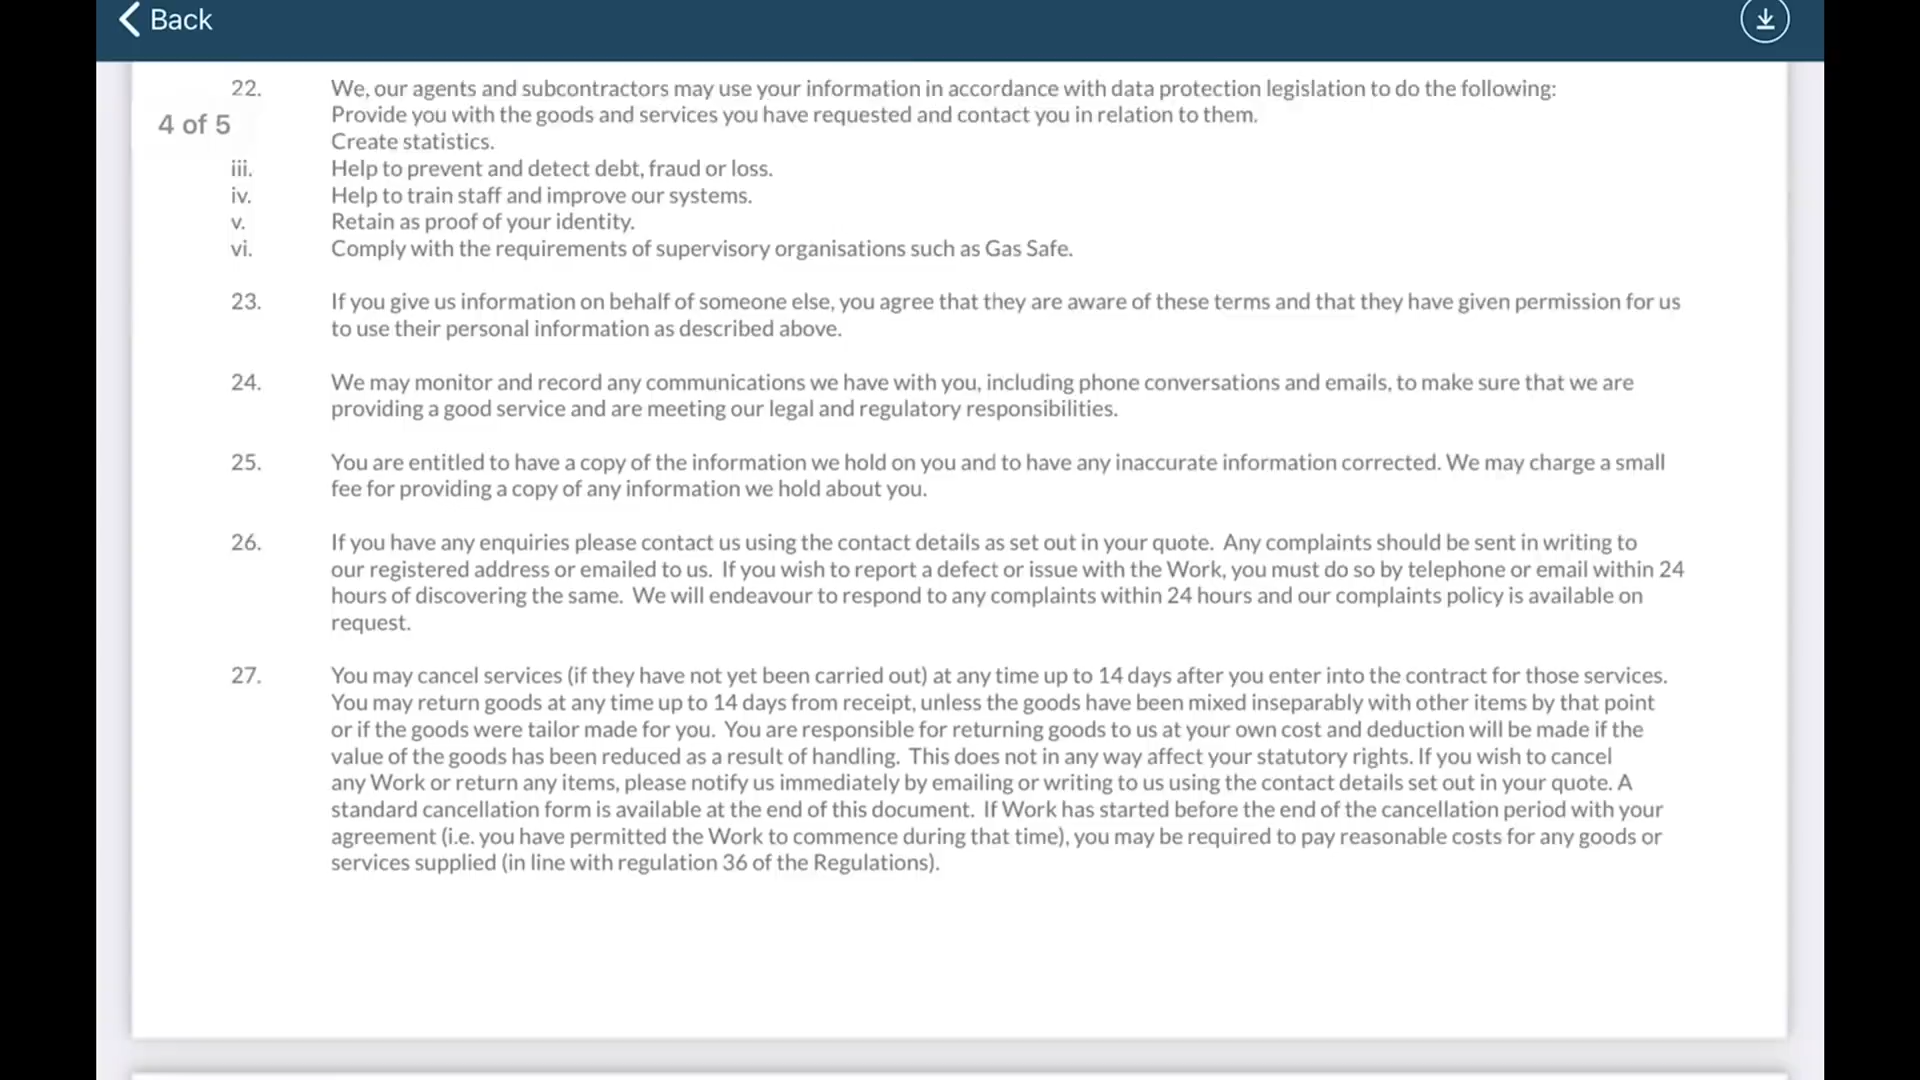 Back
22. We, our agents and subcontractors may use your information in accordance with data protection legislation to do the following:
4 of 5
Provide you with the goods and services you have requested and contact you in relation to them.
Create statistics.
iii. Help to prevent and detect debt, fraud or loss.
iv. Help to train staff and improve our systems.
v. Retain as proof of your identity.
vi. Comply with the requirements of supervisory organisations such as Gas Safe.
23. If you give us information on behalf of someone else, you agree that they are aware of these terms and that they have given permission for us
to use their personal information as described above.
24. We may monitor and record any communications we have with you, including phone conversations and emails, to make sure that we are
providing a good service and are meeting our legal and regulatory responsibilities.
25. You are entitled to have a copy of the information we hold on you and to have any inaccurate information corrected. We may charge a small
fee for providing a copy of any information we hold about you.
26. If you have any enquiries please contact us using the contact details as set out in your quote. Any complaints should be sent in writing to
our registered address or emailed to us. If you wish to report a defect or issue with the Work, you must do so by telephone or email within 24
hours of discovering the same. We will endeavour to respond to any complaints within 24 hours and our complaints policy is available on
request.
27. You may cancel services (if they have not yet been carried out) at any time up to 14 days after you enter into the contract for those services.
You may return goods at any time up to 14 days from receipt, unless the goods have been mixed inseparably with other items by that point
or if the goods were tailor made for you. You are responsible for returning goods to us at your own cost and deduction will be made if the
value of the goods has been reduced as a result of handling. This does not in any way affect your statutory rights. If you wish to cancel
any Work or return any items, please notify us immediately by emailing or writing to us using the contact details set out in your quote. A
standard cancellation form is available at the end of this document. If Work has started before the end of the cancellation period with your
agreement (i.e. you have permitted the Work to commence during that time), you may be required to pay reasonable costs for any goods or
services supplied (in line with regulation 36 of the Regulations).